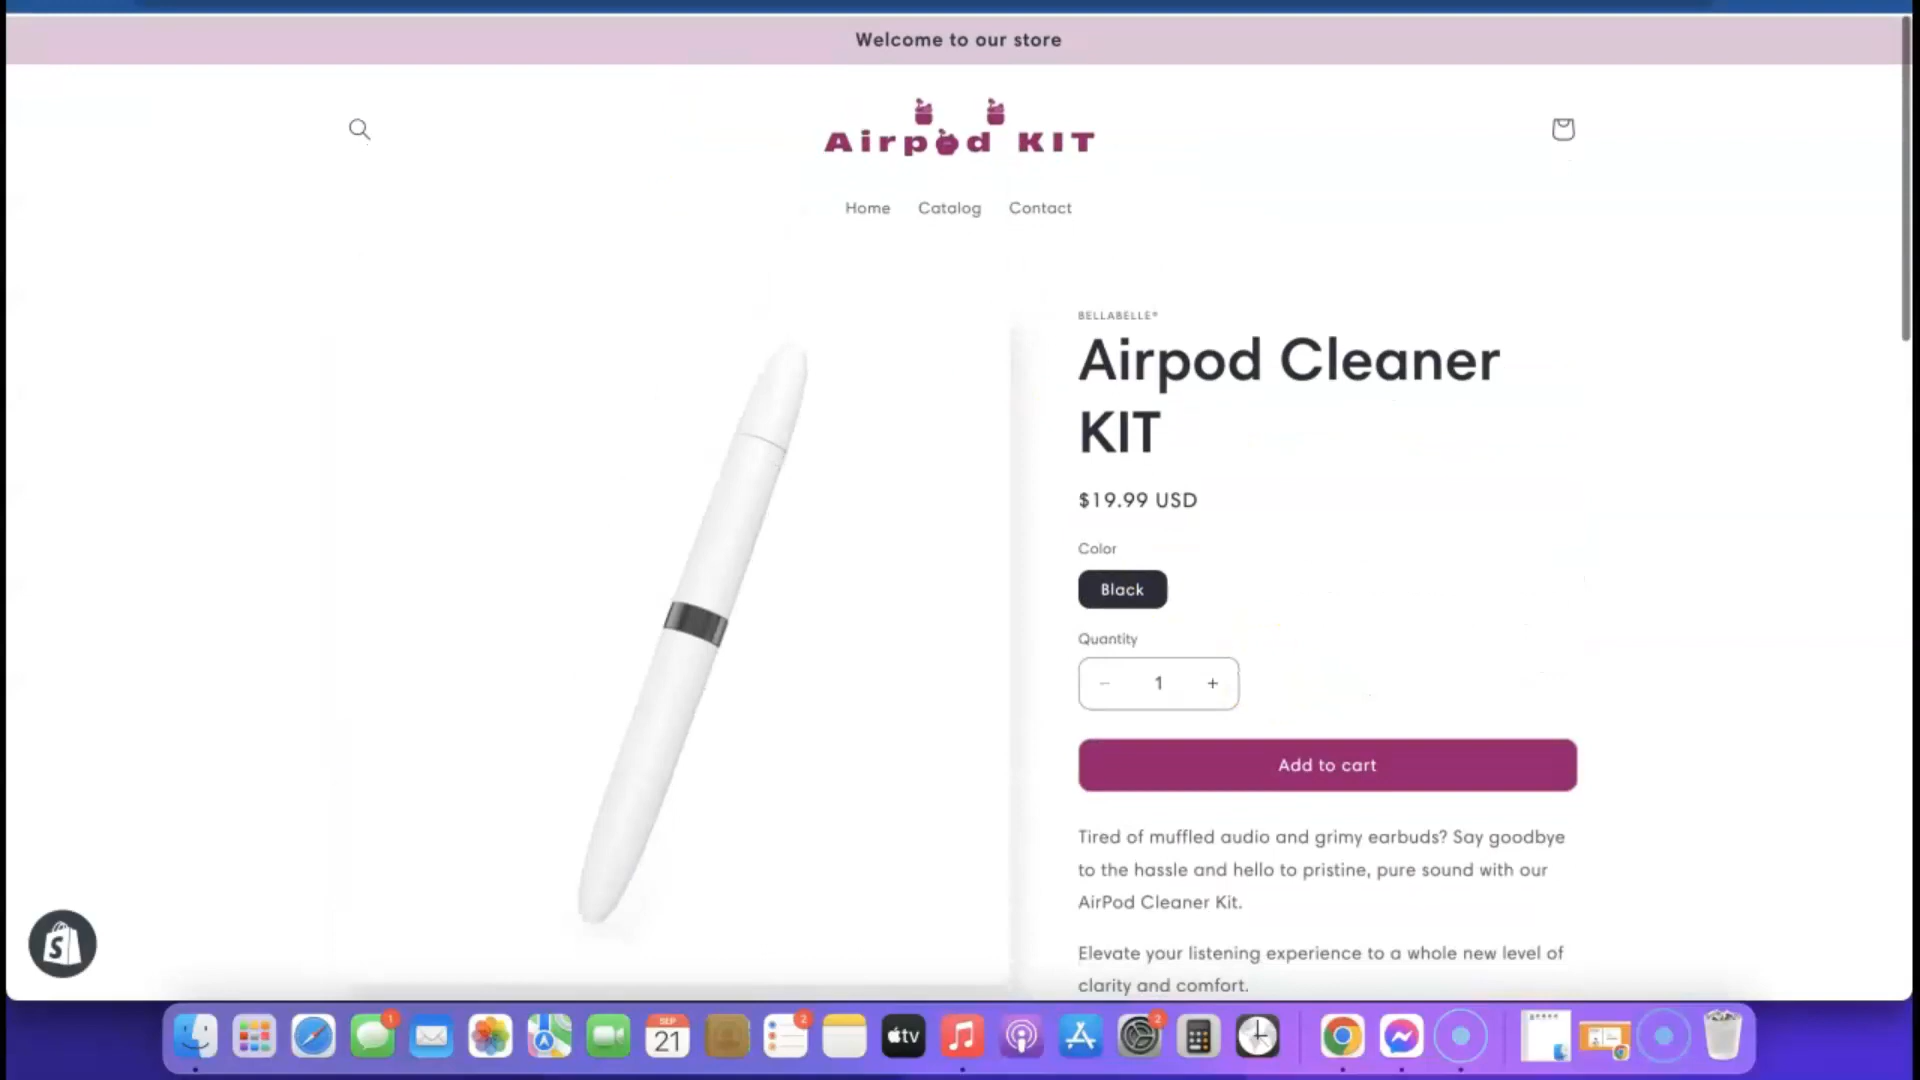 Welcome to our store
Airpod KIT
Home Catalog Contact
BELLABELLE®
Airpod Cleaner
KIT
$19.99 USD
Color
Black
Quantity
− 1 +
Add to cart
Tired of muffled audio and grimy earbuds? Say goodbye
to the hassle and hello to pristine, pure sound with our
AirPod Cleaner Kit.
Elevate your listening experience to a whole new level of
clarity and comfort.
S
1
SEP
21
2
tv
2